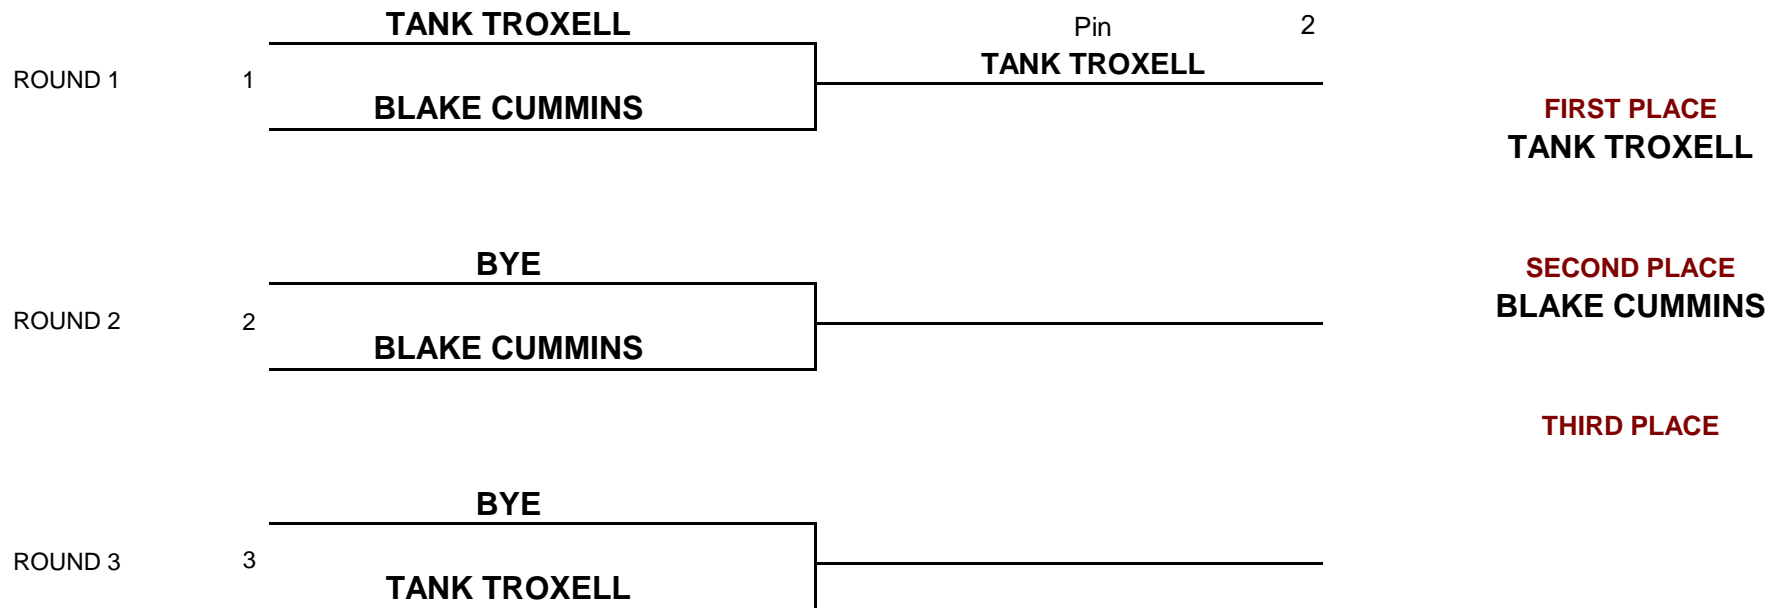 TANK TROXELL
Pin 2
ROUND 1 1
TANK TROXELL
BLAKE CUMMINS
FIRST PLACE
TANK TROXELL
BYE
SECOND PLACE
ROUND 2 2
BLAKE CUMMINS
BLAKE CUMMINS
THIRD PLACE
BYE
ROUND 3 3
TANK TROXELL